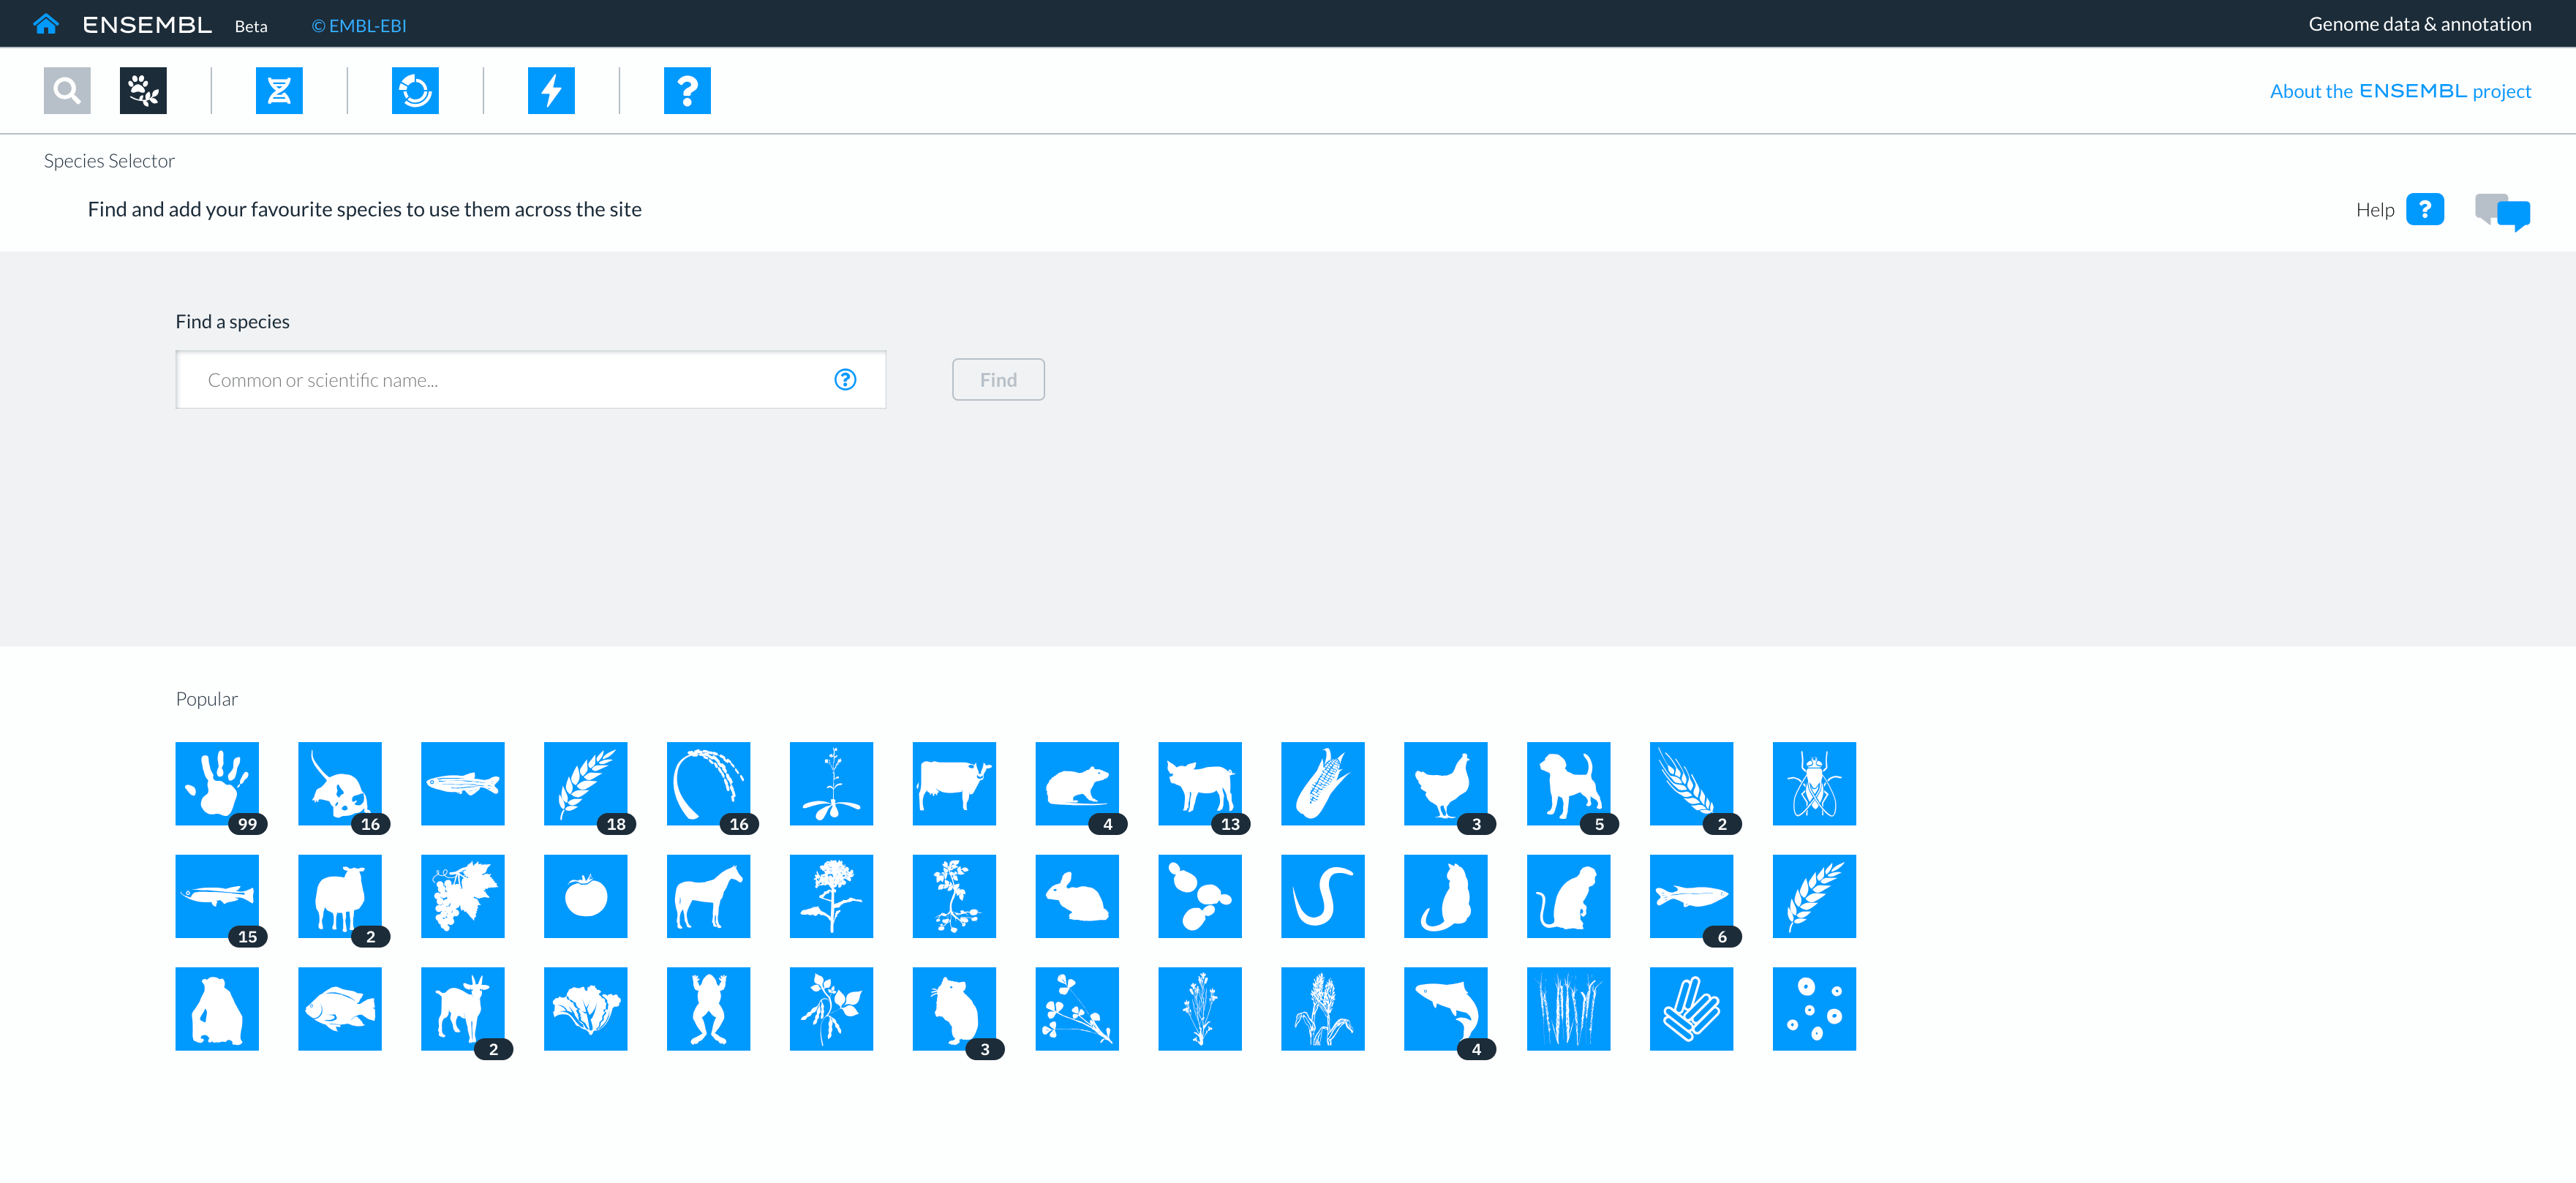 ENSEMBL Beta © EMBL-EBI Genome data & annotation
About the ENSEMBL project
Species Selector
Find and add your favourite species to use them across the site Help ?
Find a species
Common or scientific name... ? Find
Popular
99 16 18 16 4 13 3 5 2
15 2 6
2 3 4